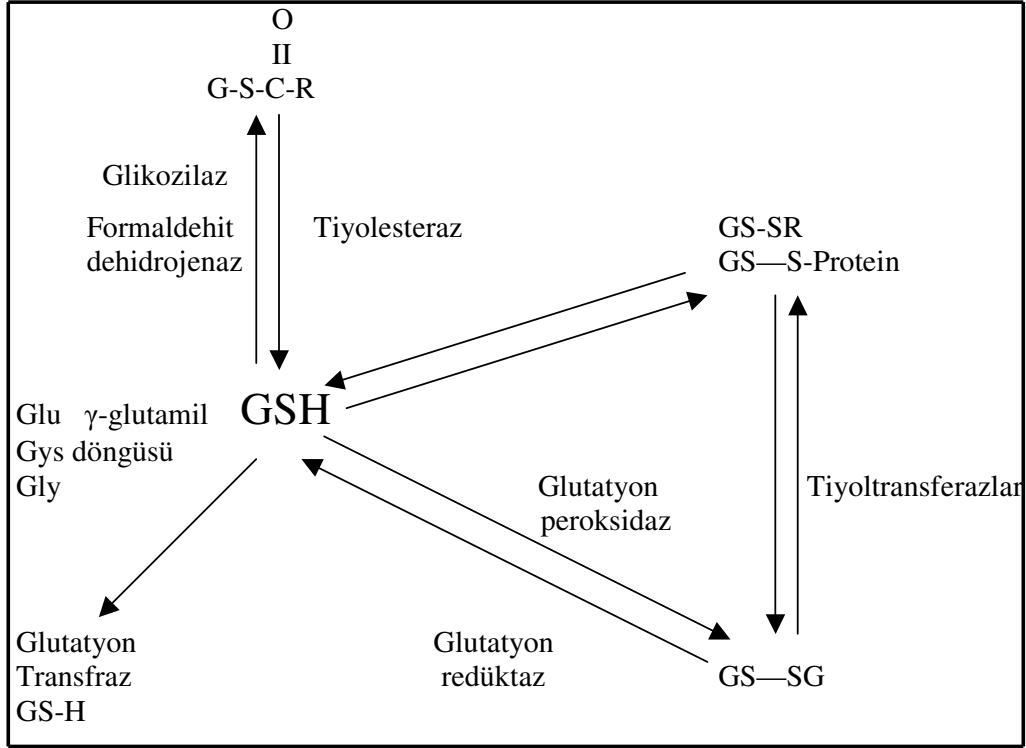 O
II
G-S-C-R
Glikozilaz
Formaldehit
dehidrojenaz
Tiyolesteraz
GS-SR
GS—S-Protein
GSH
Glu γ-glutamil
Gys döngüsü
Gly
Glutatyon
peroksidaz
Tiyoltransferazlar
Glutatyon
Transfraz
GS-H
Glutatyon
redüktaz
GS—SG